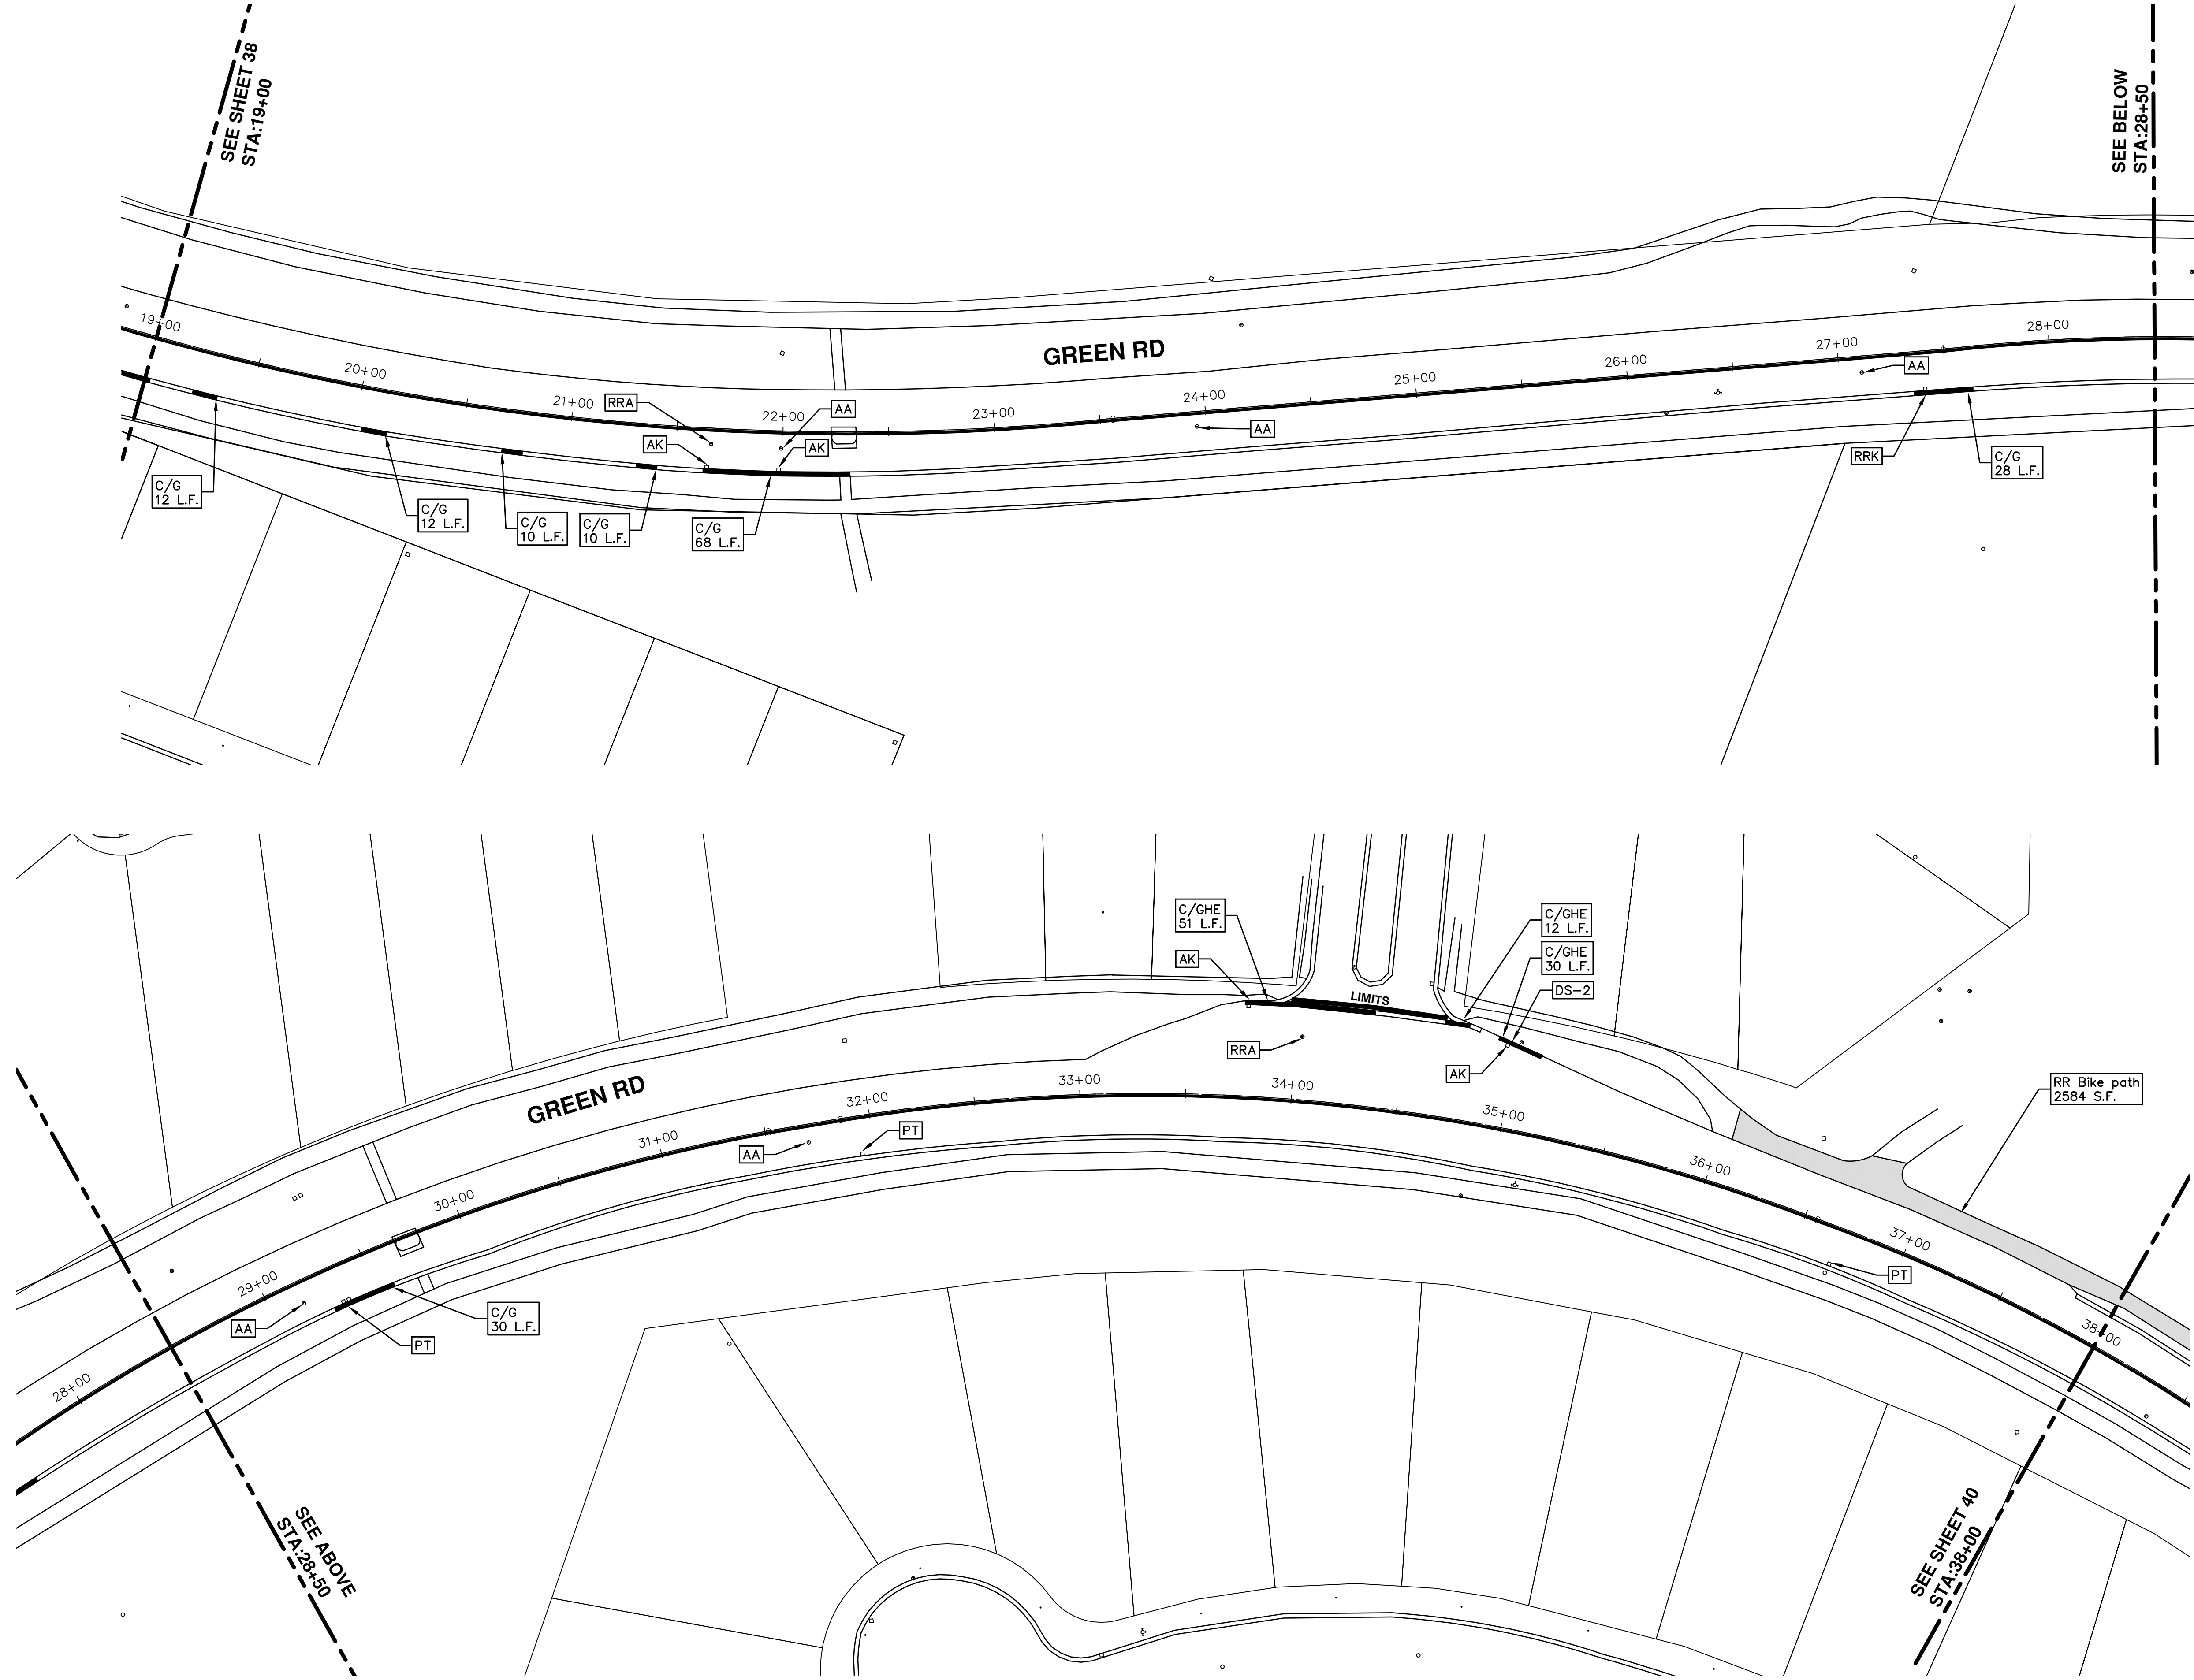 SEE SHEET 38
STA:19+00
SEE BELOW
STA:28+50
19+00
20+00
21+00
22+00
23+00
24+00
25+00
26+00
27+00
28+00
GREEN RD
RRA
AA
AK
AK
AA
AA
RRK
C/G
28 L.F.
C/G
12 L.F.
C/G
12 L.F.
C/G
10 L.F.
C/G
10 L.F.
C/G
68 L.F.
C/GHE
51 L.F.
C/GHE
12 L.F.
C/GHE
30 L.F.
AK
DS-2
LIMITS
RRA
AK
RR Bike path
2584 S.F.
GREEN RD
28+00
29+00
30+00
31+00
32+00
33+00
34+00
35+00
36+00
37+00
38+00
PT
AA
PT
AA
C/G
30 L.F.
PT
SEE ABOVE
STA:28+50
SEE SHEET 40
STA:38+00